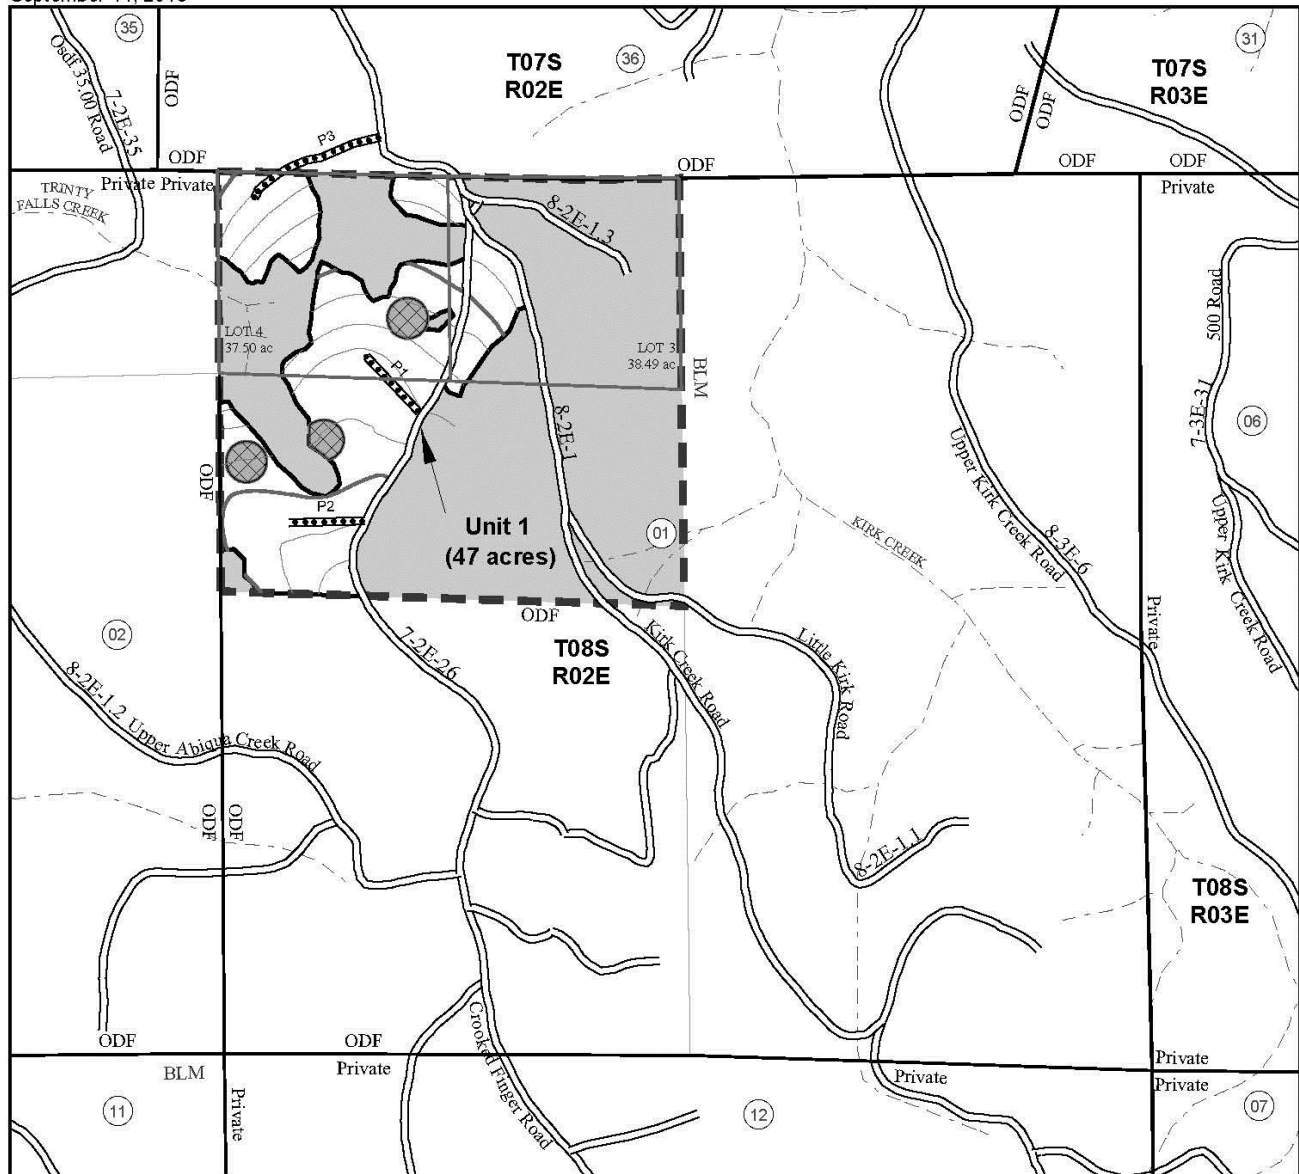 35
Osdf 35.00 Road
7-2E-35
ODF
T07S
R02E
36
31
T07S
R03E
ODF
ODF
P3
ODF
ODF
ODF
ODF
Private
Private
Private
TRINTY
FALLS CREEK
8-2E-1.3
500 Road
LOT 4
37.50 ac
LOT 3
38.49 ac
BLM
P1
7-3E-31
06
8-2E-1
Upper Kirk Creek Road
ODF
P2
Unit 1
(47 acres)
01
KIRK CREEK
8-3E-6
Upper Kirk Creek Road
ODF
02
T08S
R02E
Private
7-2E-26
Kirk Creek Road
Little Kirk Road
8-2E-1.2
Upper Abiqua Creek Road
ODF
ODF
8-2E-1.1
T08S
R03E
ODF
ODF
BLM
Private
Crooked Finger Road
Private
Private
Private
Private
11
12
07